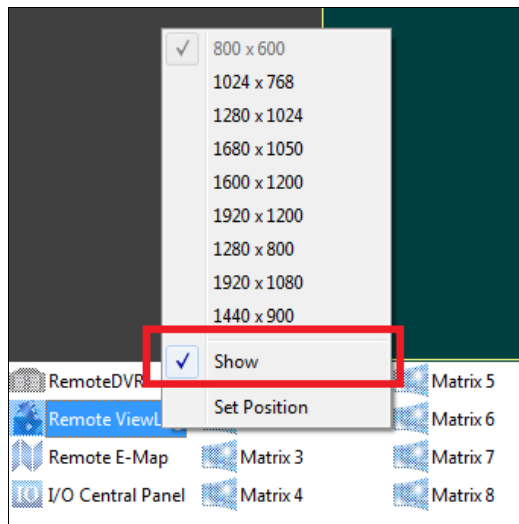 800 x 600
1024 x 768
1280 x 1024
1680 x 1050
1600 x 1200
1920 x 1200
1280 x 800
1920 x 1080
1440 x 900
Show
Set Position
RemoteDVR
Matrix 5
Remote ViewL
Matrix 6
Remote E-Map
Matrix 3
Matrix 7
I/O Central Panel
Matrix 4
Matrix 8